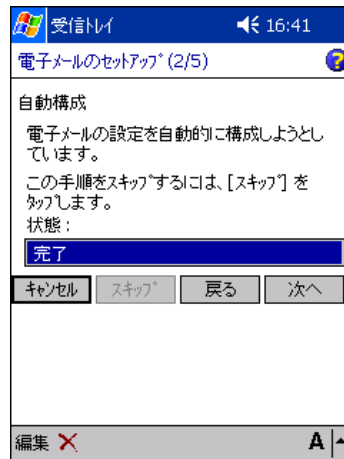 受信ﾄﾚｲ 16:41
電子ﾒｰﾙのｾｯﾄｱｯﾌﾟ(2/5)
自動構成
電子ﾒｰﾙの設定を自動的に構成しようとし
ています。
この手順をｽｷｯﾌﾟするには、[ｽｷｯﾌﾟ] を
ﾀｯﾌﾟします。
状態：
完了
ｷｬﾝｾﾙ ｽｷｯﾌﾟ 戻る 次へ
編集 A